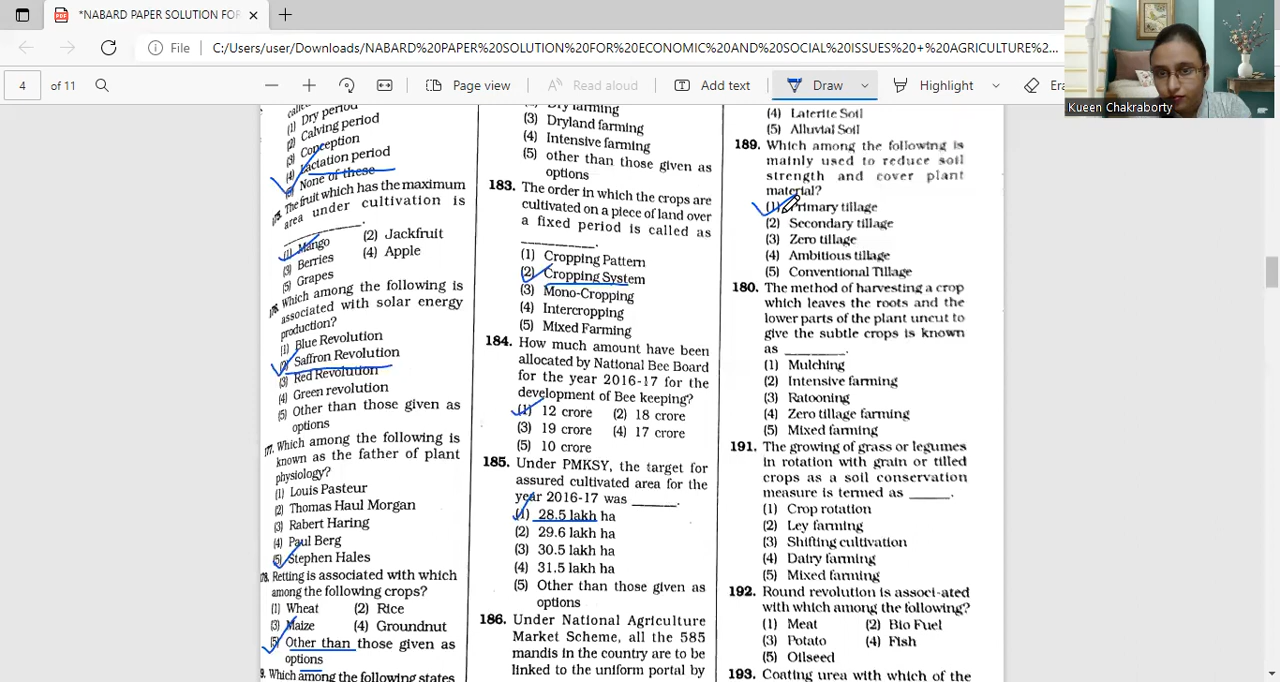 *NABARD PAPER SOLUTION FOR
File
C:/Users/user/Downloads/NABARD%20PAPER%20SOLUTION%20FOR%20ECONOMIC%20AND%20SOCIAL%20ISSUES%20+%20AGRICULTURE%2...
4 of 11
Page view
Read aloud
Add text
Draw
Highlight
Era
Kueen Chakraborty
(1) Dry period
(2) Calving period
(3) Conception
(4) Lactation period
(5) None of these
The fruit which has the maximum
area under cultivation is
____________.
(1) Mango (2) Jackfruit
(3) Berries (4) Apple
(5) Grapes
Which among the following is
associated with solar energy
production?
(1) Blue Revolution
(2) Saffron Revolution
(3) Red Revolution
(4) Green revolution
(5) Other than those given as
options
177. Which among the following is
known as the father of plant
physiology?
(1) Louis Pasteur
(2) Thomas Haul Morgan
(3) Rabert Haring
(4) Paul Berg
(5) Stephen Hales
78. Retting is associated with which
among the following crops?
(1) Wheat (2) Rice
(3) Maize (4) Groundnut
(5) Other than those given as
options
9. Which among the following states
Dry farming
(3) Dryland farming
(4) Intensive farming
(5) other than those given as
options
183. The order in which the crops are
cultivated on a piece of land over
a fixed period is called as
___________.
(1) Cropping Pattern
(2) Cropping System
(3) Mono-Cropping
(4) Intercropping
(5) Mixed Farming
184. How much amount have been
allocated by National Bee Board
for the year 2016-17 for the
development of Bee keeping?
(1) 12 crore (2) 18 crore
(3) 19 crore (4) 17 crore
(5) 10 crore
185. Under PMKSY, the target for
assured cultivated area for the
year 2016-17 was ______.
(1) 28.5 lakh ha
(2) 29.6 lakh ha
(3) 30.5 lakh ha
(4) 31.5 lakh ha
(5) Other than those given as
options
186. Under National Agriculture
Market Scheme, all the 585
mandis in the country are to be
linked to the uniform portal by
(4) Laterite Soil
(5) Alluvial Soil
189. Which among the following is
mainly used to reduce soil
strength and cover plant
material?
(1) Primary tillage
(2) Secondary tillage
(3) Zero tillage
(4) Ambitious tillage
(5) Conventional Tillage
180. The method of harvesting a crop
which leaves the roots and the
lower parts of the plant uncut to
give the subtle crops is known
as ________.
(1) Mulching
(2) Intensive farming
(3) Ratooning
(4) Zero tillage farming
(5) Mixed farming
191. The growing of grass or legumes
in rotation with grain or tilled
crops as a soil conservation
measure is termed as _____.
(1) Crop rotation
(2) Ley farming
(3) Shifting cultivation
(4) Datry farming
(5) Mixed farming
192. Round revolution is associ-ated
with which among the following?
(1) Meat (2) Bio Fuel
(3) Potato (4) Fish
(5) Oilseed
193. Coating urea with which of the